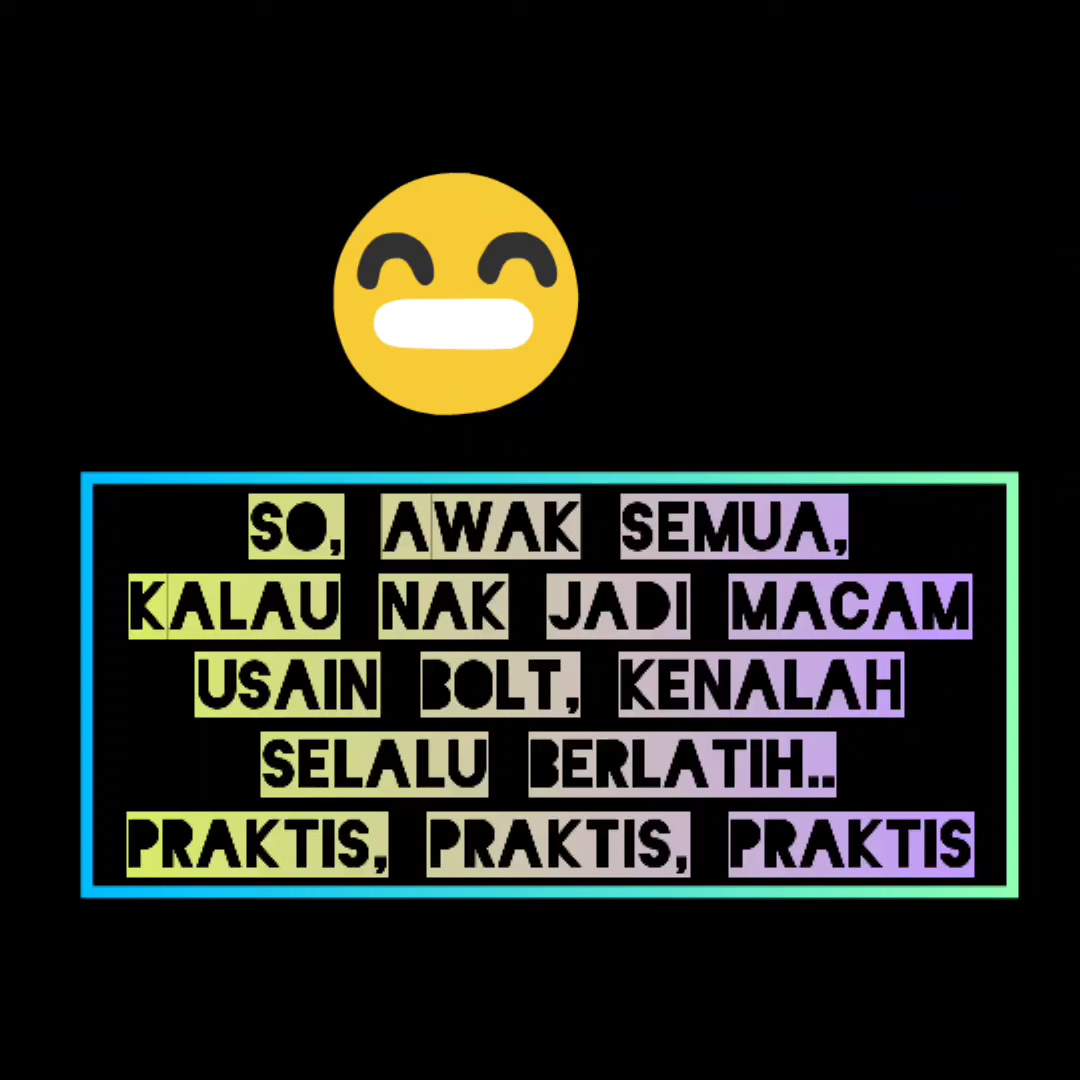 SO, AWAK SEMUA,
KALAU NAK JADI MACAM
USAIN BOLT, KENALAH
SELALU BERLATIH..
PRAKTIS, PRAKTIS, PRAKTIS